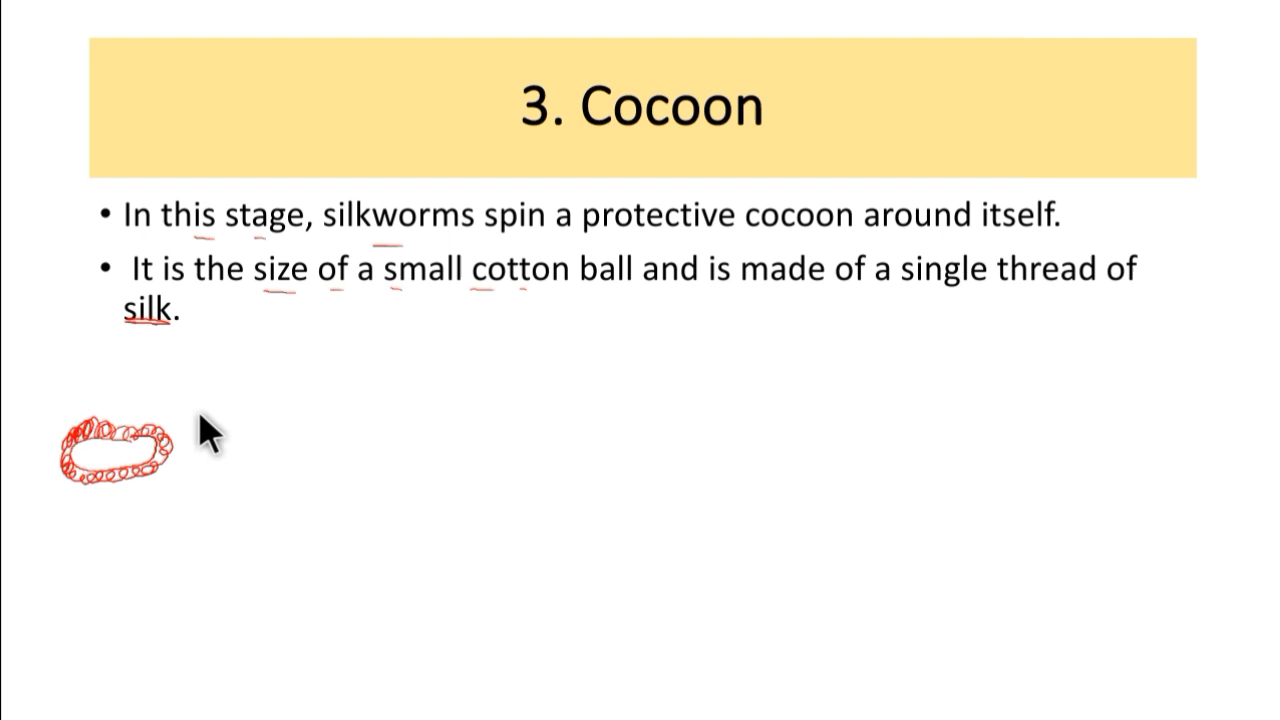 3. Cocoon
• In this stage, silkworms spin a protective cocoon around itself.
• It is the size of a small cotton ball and is made of a single thread of
silk.